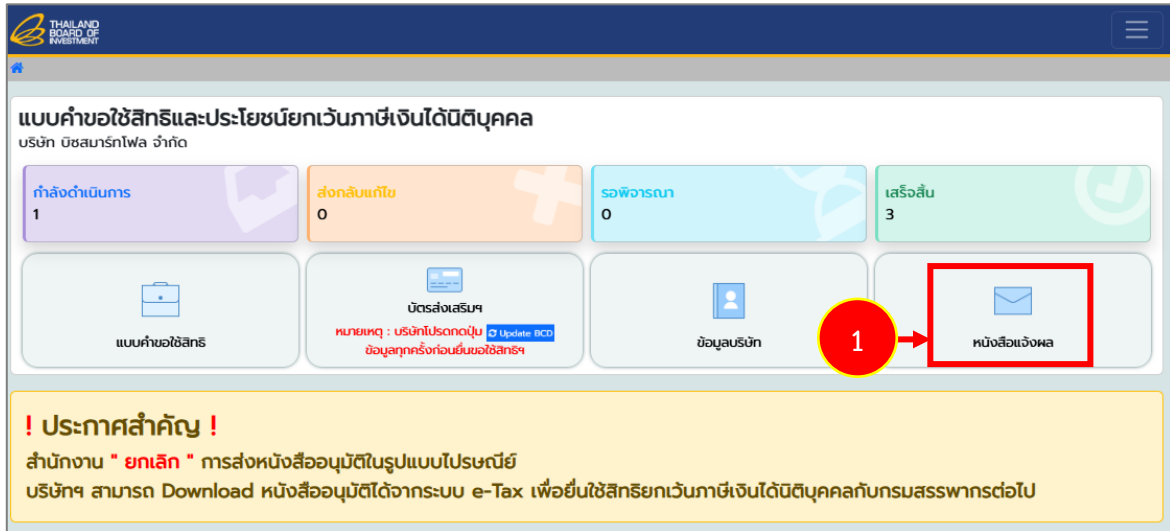 THAILAND
BOARD OF
INVESTMENT
แบบคำขอใช้สิทธิและประโยชน์ยกเว้นภาษีเงินได้นิติบุคคล
บริษัท บิซสมาร์ทโฟล จำกัด
กำลังดำเนินการ
1
ส่งกลับแก้ไข
0
รอพิจารณา
0
เสร็จสิ้น
3
แบบคำขอใช้สิทธิ
บัตรส่งเสริมฯ
หมายเหตุ : บริษัทโปรดกดปุ่ม Update BCD
ข้อมูลทุกครั้งก่อนยื่นขอใช้สิทธิฯ
ข้อมูลบริษัท
1
หนังสือแจ้งผล
! ประกาศสำคัญ !
สำนักงาน " ยกเลิก " การส่งหนังสืออนุมัติในรูปแบบไปรษณีย์
บริษัทฯ สามารถ Download หนังสืออนุมัติได้จากระบบ e-Tax เพื่อยื่นใช้สิทธิยกเว้นภาษีเงินได้นิติบุคคลกับกรมสรรพากรต่อไป